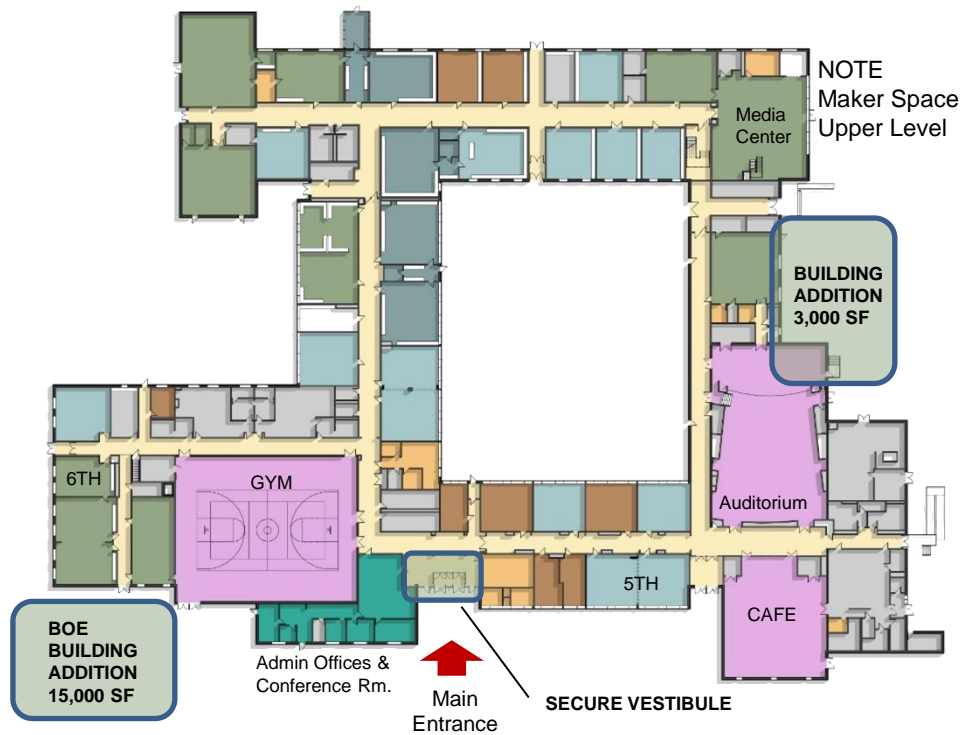 NOTE
Maker Space
Upper Level
Media
Center
BUILDING
ADDITION
3,000 SF
6TH
GYM
Auditorium
5TH
CAFE
BOE
BUILDING
ADDITION
15,000 SF
Admin Offices &
Conference Rm.
Main
Entrance
SECURE VESTIBULE